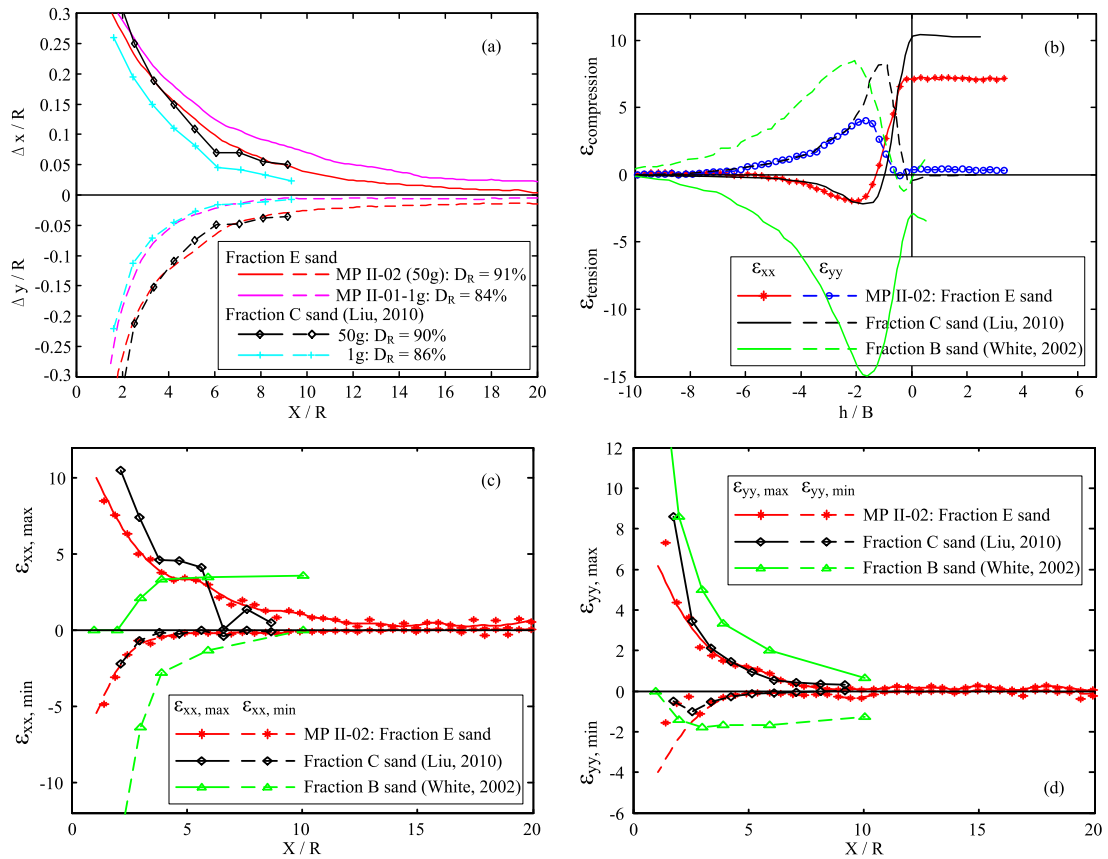 (a)
0.3
0.25
0.2
0.15
0.1
0.05
0
-0.05
-0.1
-0.15
-0.2
-0.25
-0.3
Δ x / R
Δ y / R
Fraction E sand
MP II-02 (50g): D_R = 91%
MP II-01-1g: D_R = 84%
Fraction C sand (Liu, 2010)
50g: D_R = 90%
1g: D_R = 86%
0 2 4 6 8 10 12 14 16 18 20
X / R
(b)
10
5
0
-5
-10
-15
ε_compression
ε_tension
ε_xx ε_yy
MP II-02: Fraction E sand
Fraction C sand (Liu, 2010)
Fraction B sand (White, 2002)
-10 -8 -6 -4 -2 0 2 4 6
h / B
(c)
10
5
0
-5
-10
ε_xx, max
ε_xx, min
ε_xx, max ε_xx, min
MP II-02: Fraction E sand
Fraction C sand (Liu, 2010)
Fraction B sand (White, 2002)
0 5 10 15 20
X / R
12
10
8
6
4
2
0
-2
-4
-6
ε_yy, max
ε_yy, min
ε_yy, max ε_yy, min
MP II-02: Fraction E sand
Fraction C sand (Liu, 2010)
Fraction B sand (White, 2002)
(d)
0 5 10 15 20
X / R